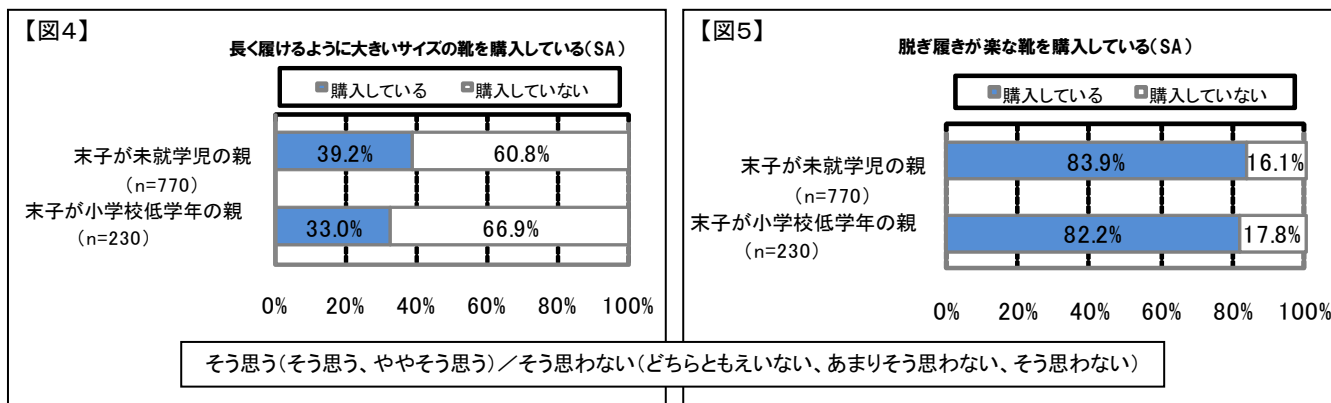 【図4】
長く履けるように大きいサイズの靴を購入している(SA)
購入している 購入していない
末子が未就学児の親
(n=770)
39.2% 60.8%
末子が小学校低学年の親
(n=230)
33.0% 66.9%
0% 20% 40% 60% 80% 100%
【図5】
脱ぎ履きが楽な靴を購入している(SA)
購入している 購入していない
末子が未就学児の親
(n=770)
83.9% 16.1%
末子が小学校低学年の親
(n=230)
82.2% 17.8%
0% 20% 40% 60% 80% 100%
そう思う(そう思う、ややそう思う)／そう思わない(どちらともえいない、あまりそう思わない、そう思わない)